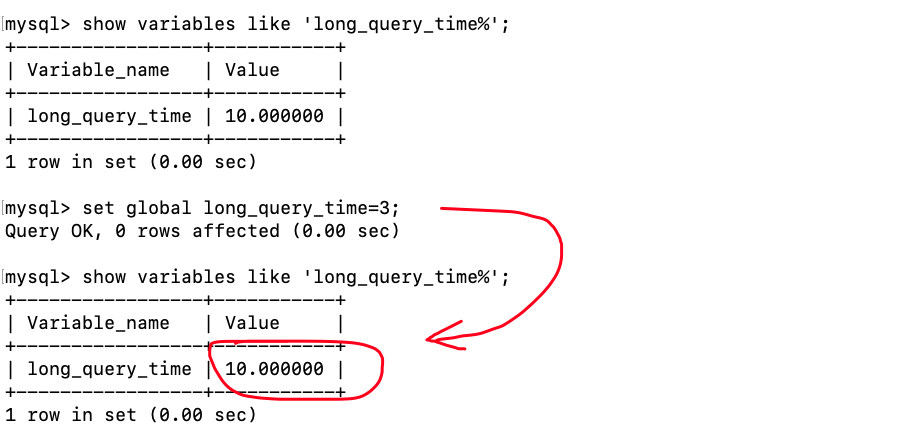 mysql> show variables like 'long_query_time%';
+-----------------+-----------+
| Variable_name   | Value     |
+-----------------+-----------+
| long_query_time | 10.000000 |
+-----------------+-----------+
1 row in set (0.00 sec)
mysql> set global long_query_time=3;
Query OK, 0 rows affected (0.00 sec)
mysql> show variables like 'long_query_time%';
+-----------------+-----------+
| Variable_name   | Value     |
+-----------------+-----------+
| long_query_time | 10.000000 |
+-----------------+-----------+
1 row in set (0.00 sec)